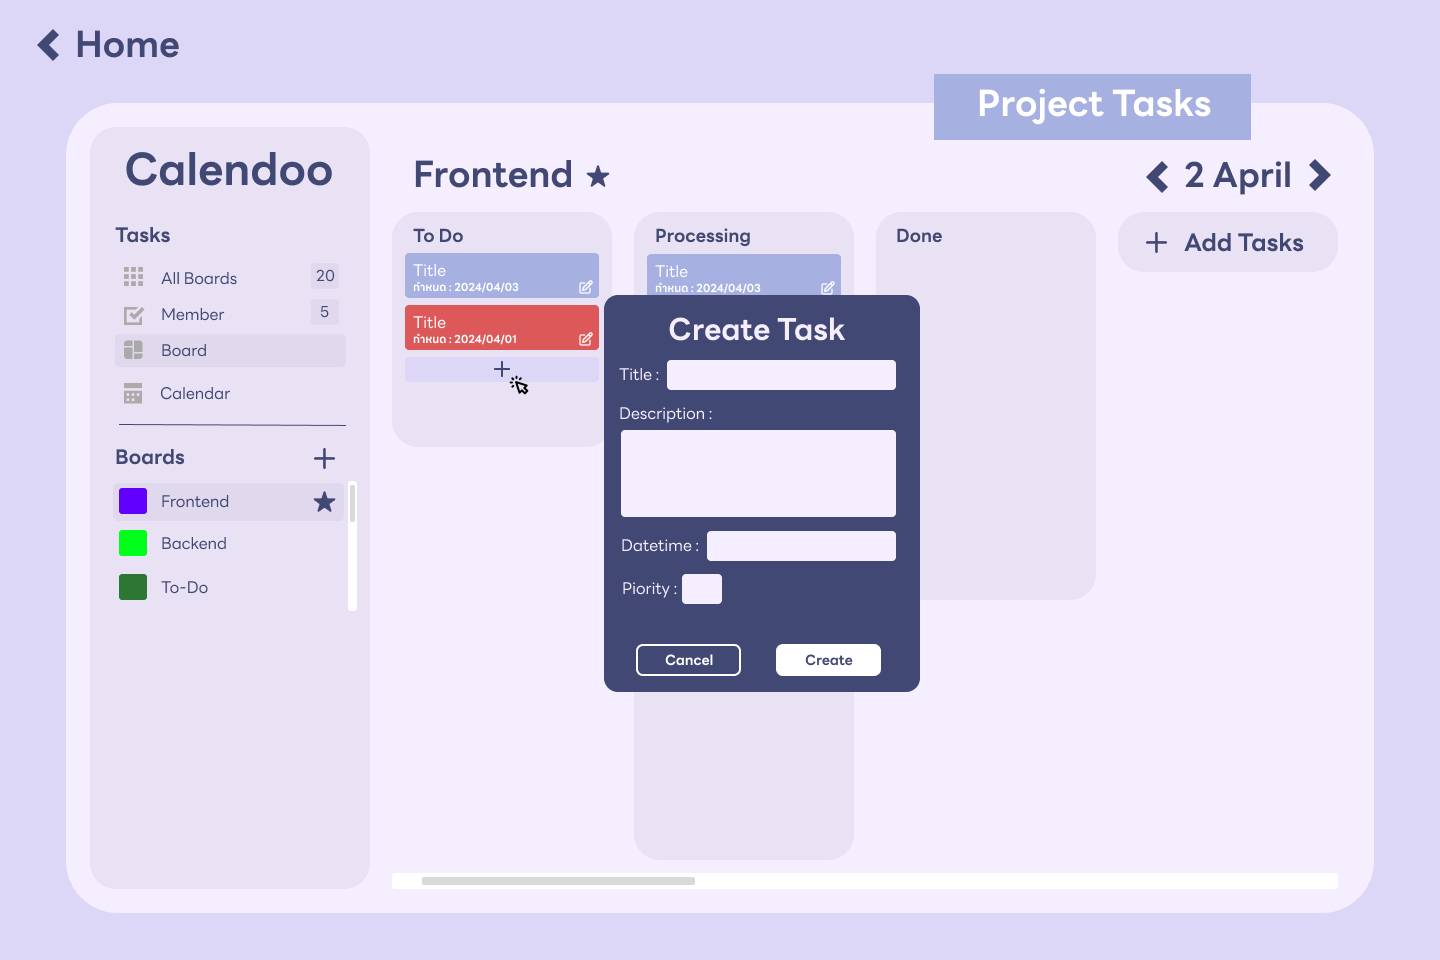 Home
Project Tasks
Calendoo
Tasks
All Boards
20
Member
5
Board
Calendar
Boards
Frontend
Backend
To-Do
Frontend
2 April
To Do
Title
กำหนด : 2024/04/03
Title
กำหนด : 2024/04/01
Processing
Title
กำหนด : 2024/04/03
Done
Add Tasks
Create Task
Title :
Description :
Datetime :
Piority :
Cancel
Create